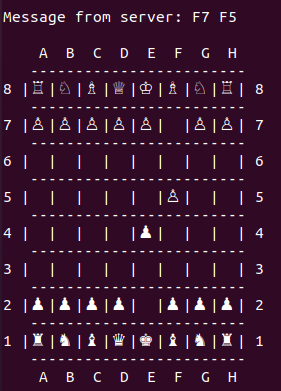 Message from server: F7 F5
A B C D E F G H
---------------------------
8 |♖|♘|♗|♕|♔|♗|♘|♖| 8
---------------------------
7 |♙|♙|♙|♙|♙| |♙|♙| 7
---------------------------
6 | | | | | | | | | 6
---------------------------
5 | | | | | |♙| | | 5
---------------------------
4 | | | | |♟| | | | 4
---------------------------
3 | | | | | | | | | 3
---------------------------
2 |♟|♟|♟|♟| |♟|♟|♟| 2
---------------------------
1 |♜|♞|♝|♛|♚|♝|♞|♜| 1
---------------------------
A B C D E F G H